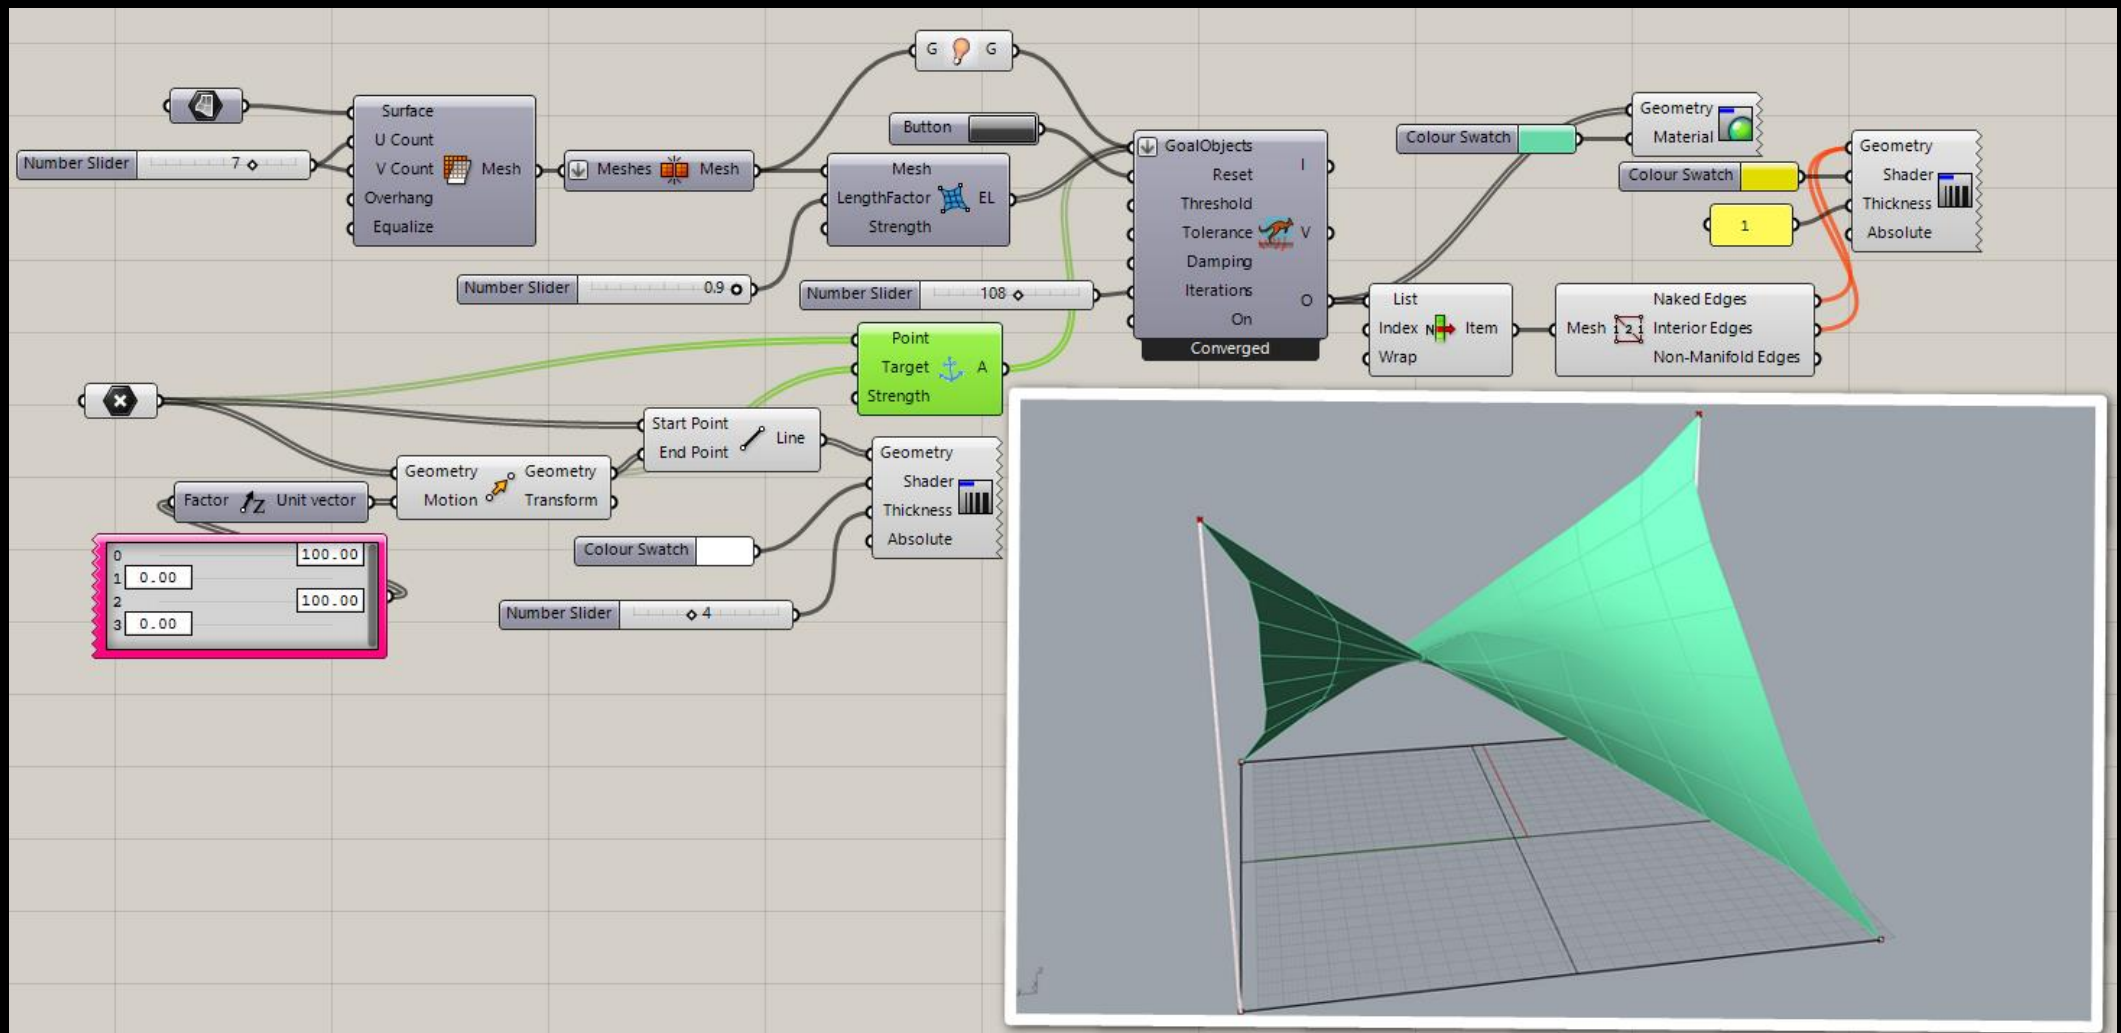 G G
Button
Surface
U Count
V Count Mesh
Overhang
Equalize
Number Slider 7
Meshes Mesh
Mesh
LengthFactor EL
Strength
Number Slider 0.9
Number Slider 108
GoalObjects
Reset I
Threshold
Tolerance V
Damping
Iterations O
On
Converged
Colour Swatch
Geometry
Material
Colour Swatch
1
Geometry
Shader
Thickness
Absolute
List
Index N Item
Wrap
Naked Edges
Mesh 1 2 1 Interior Edges
Non-Manifold Edges
Point
Target A
Strength
Start Point
End Point Line
Geometry Geometry
Motion Transform
Factor Z Unit vector
0 100.00
1 0.00
2 100.00
3 0.00
Geometry
Shader
Thickness
Absolute
Colour Swatch
Number Slider 4